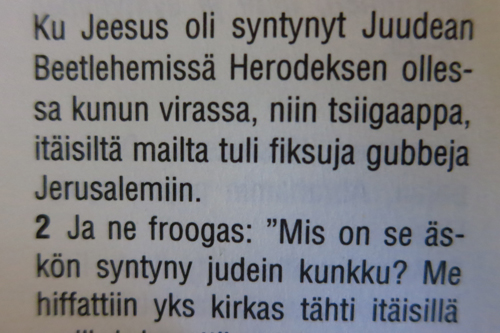 Ku Jeesus oli syntynyt Juudean
Beetlehemissä Herodeksen olles-
sa kunun virassa, niin tsiigaappa,
itäisiltä mailta tuli fiksuja gubbeja
Jerusalemiin.
2 Ja ne froogas: ”Mis on se äs-
kön syntyny judein kunkku? Me
hiffattiin yks kirkas tähti itäisillä